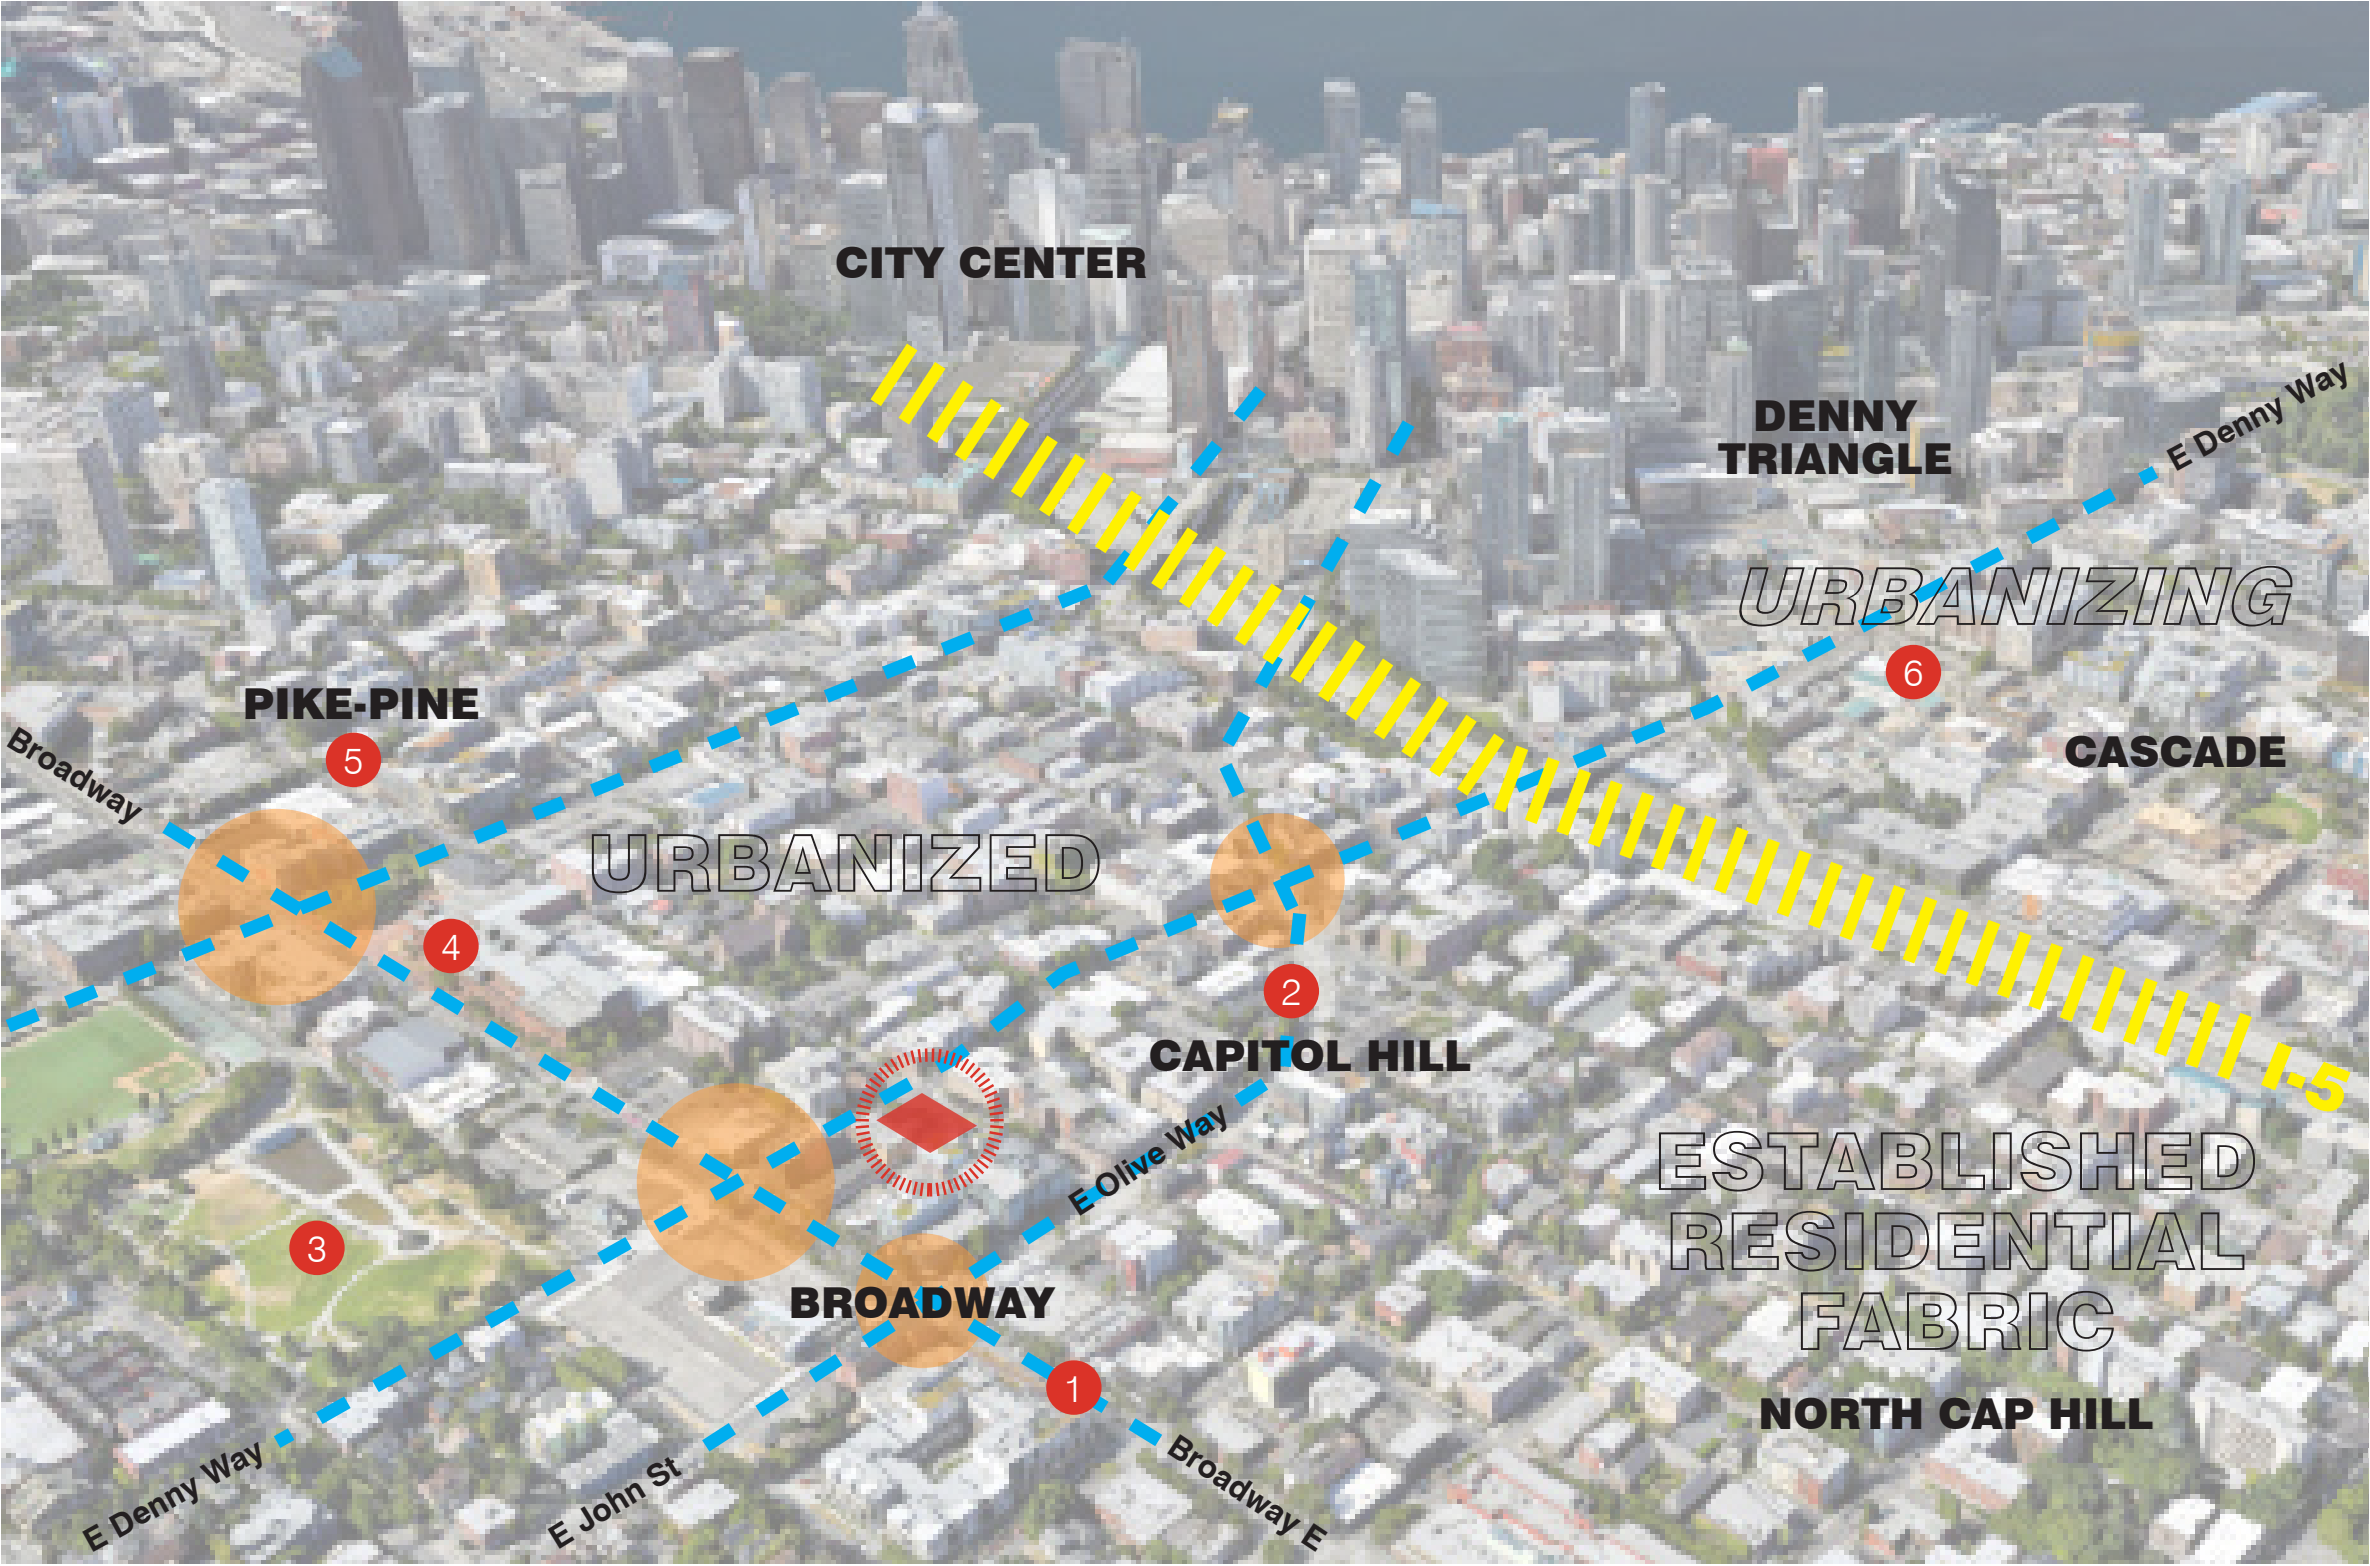 CITY CENTER
DENNY
TRIANGLE
E Denny Way
URBANIZING
6
PIKE-PINE
5
Broadway
CASCADE
URBANIZED
4
2
CAPITOL HILL
I-5
E Olive Way
ESTABLISHED
RESIDENTIAL
FABRIC
3
BROADWAY
1
NORTH CAP HILL
E Denny Way
E John St
Broadway E